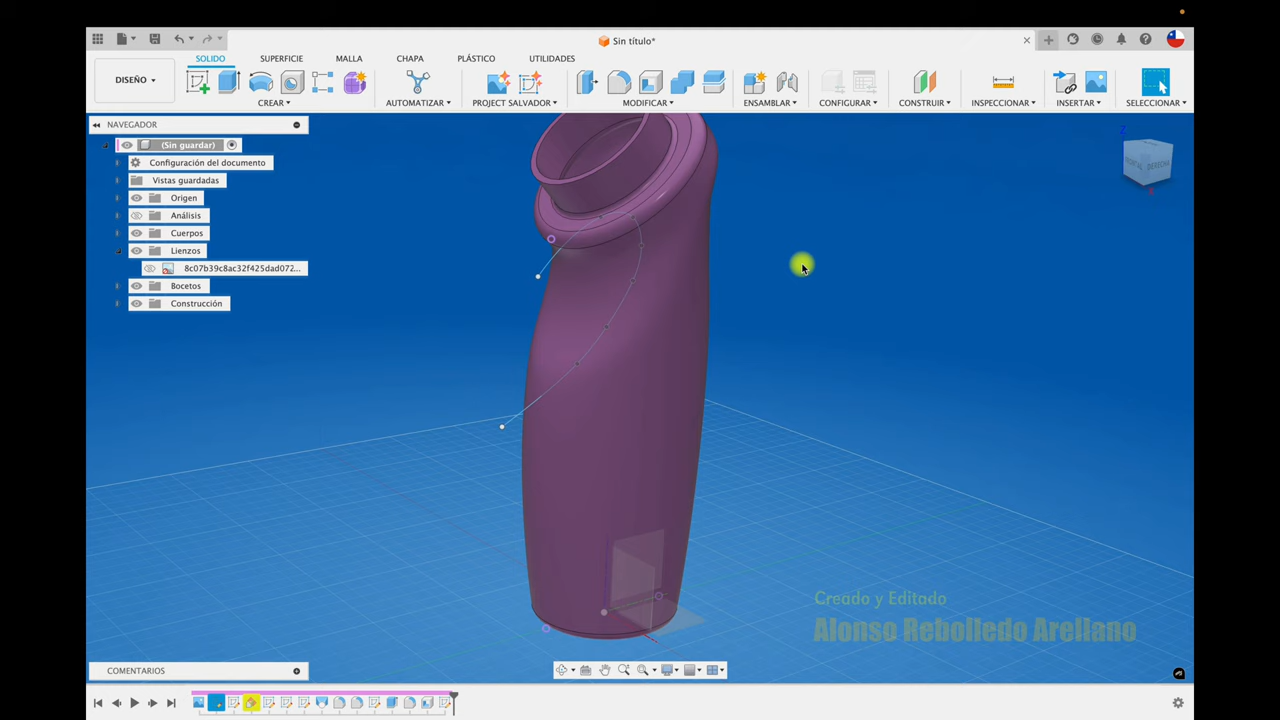 Sin título*
DISEÑO
SOLIDO
SUPERFICIE
MALLA
CHAPA
PLÁSTICO
UTILIDADES
CREAR
AUTOMATIZAR
PROJECT SALVADOR
MODIFICAR
ENSAMBLAR
CONFIGURAR
CONSTRUIR
INSPECCIONAR
INSERTAR
SELECCIONAR
NAVEGADOR
(Sin guardar)
Configuración del documento
Vistas guardadas
Origen
Análisis
Cuerpos
Lienzos
8c07b39c8ac32f425dad072...
Bocetos
Construcción
Z
DERECHA
Creado y Editado
Alonso Rebolledo Arellano
COMENTARIOS